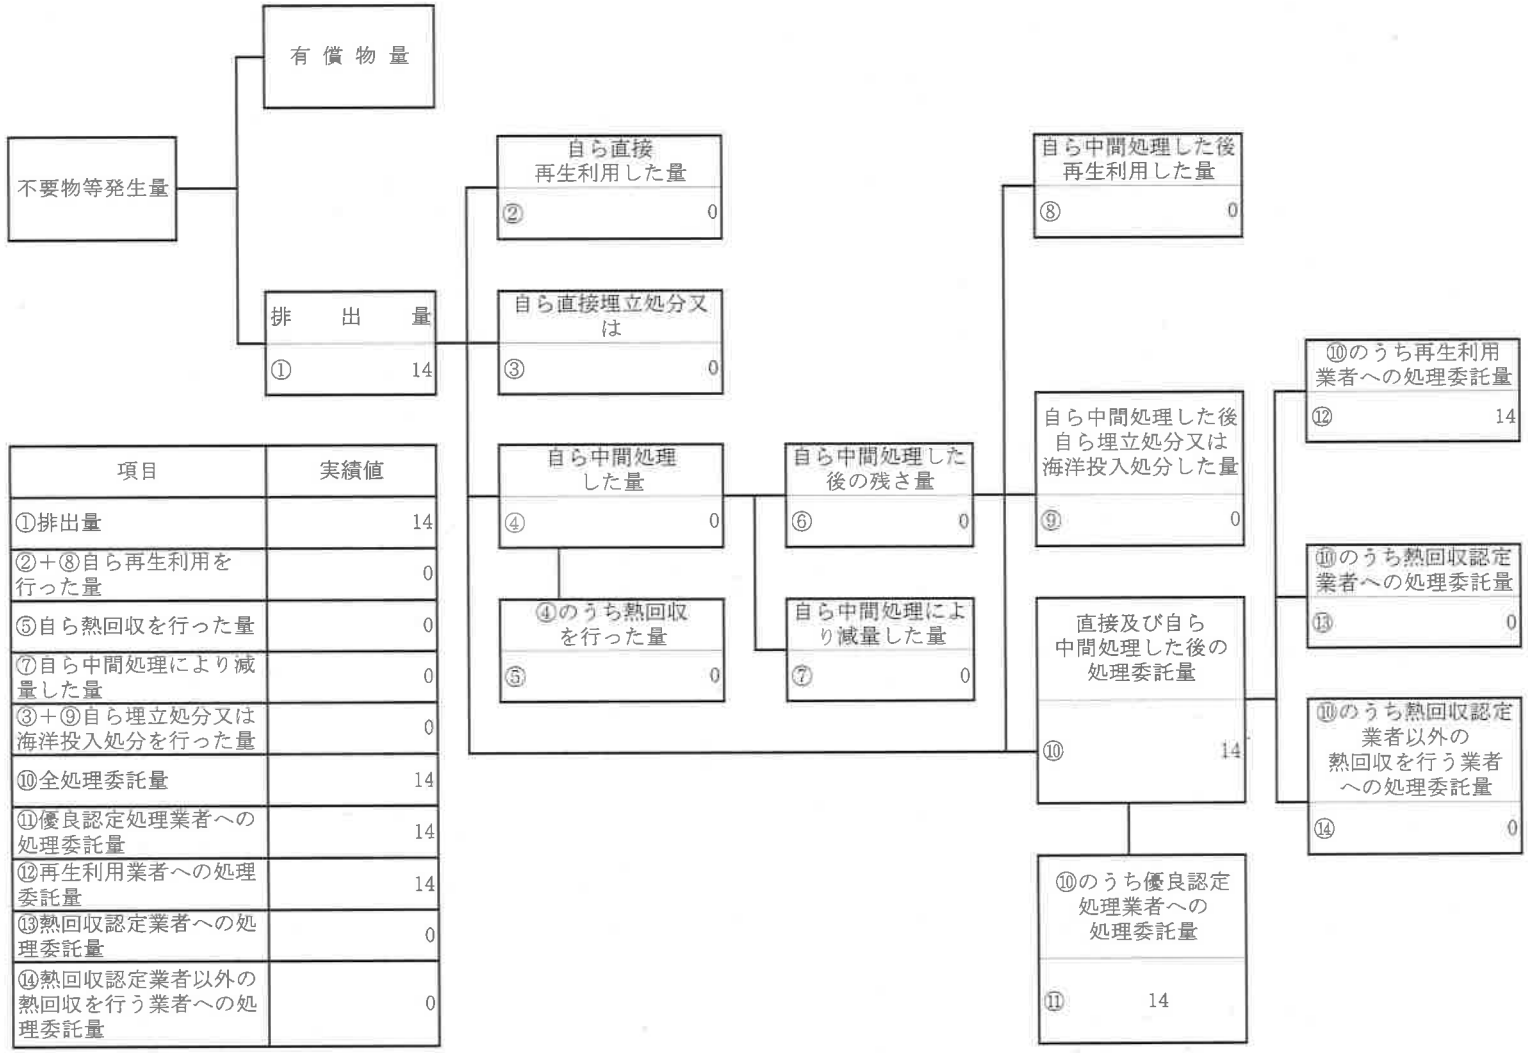 有償物量
不要物等発生量
排出量
① 14
自ら直接
再生利用した量
② 0
自ら直接埋立処分又
は
③ 0
自ら中間処理
した量
④ 0
④のうち熱回収
を行った量
⑤ 0
自ら中間処理した
後の残さ量
⑥ 0
自ら中間処理によ
り減量した量
⑦ 0
自ら中間処理した後
再生利用した量
⑧ 0
自ら中間処理した後
自ら埋立処分又は
海洋投入処分した量
⑨ 0
直接及び自ら
中間処理した後の
処理委託量
⑩ 14
⑩のうち優良認定
処理業者への
処理委託量
⑪ 14
⑩のうち再生利用
業者への処理委託量
⑫ 14
⑩のうち熱回収認定
業者への処理委託量
⑬ 0
⑩のうち熱回収認定
業者以外の
熱回収を行う業者
への処理委託量
⑭ 0
項目 実績値
①排出量 14
②＋⑧自ら再生利用を
行った量 0
⑤自ら熱回収を行った量 0
⑦自ら中間処理により減
量した量 0
③＋⑨自ら埋立処分又は
海洋投入処分を行った量 0
⑩全処理委託量 14
⑪優良認定処理業者への
処理委託量 14
⑫再生利用業者への処理
委託量 14
⑬熱回収認定業者への処
理委託量 0
⑭熱回収認定業者以外の
熱回収を行う業者への処
理委託量 0